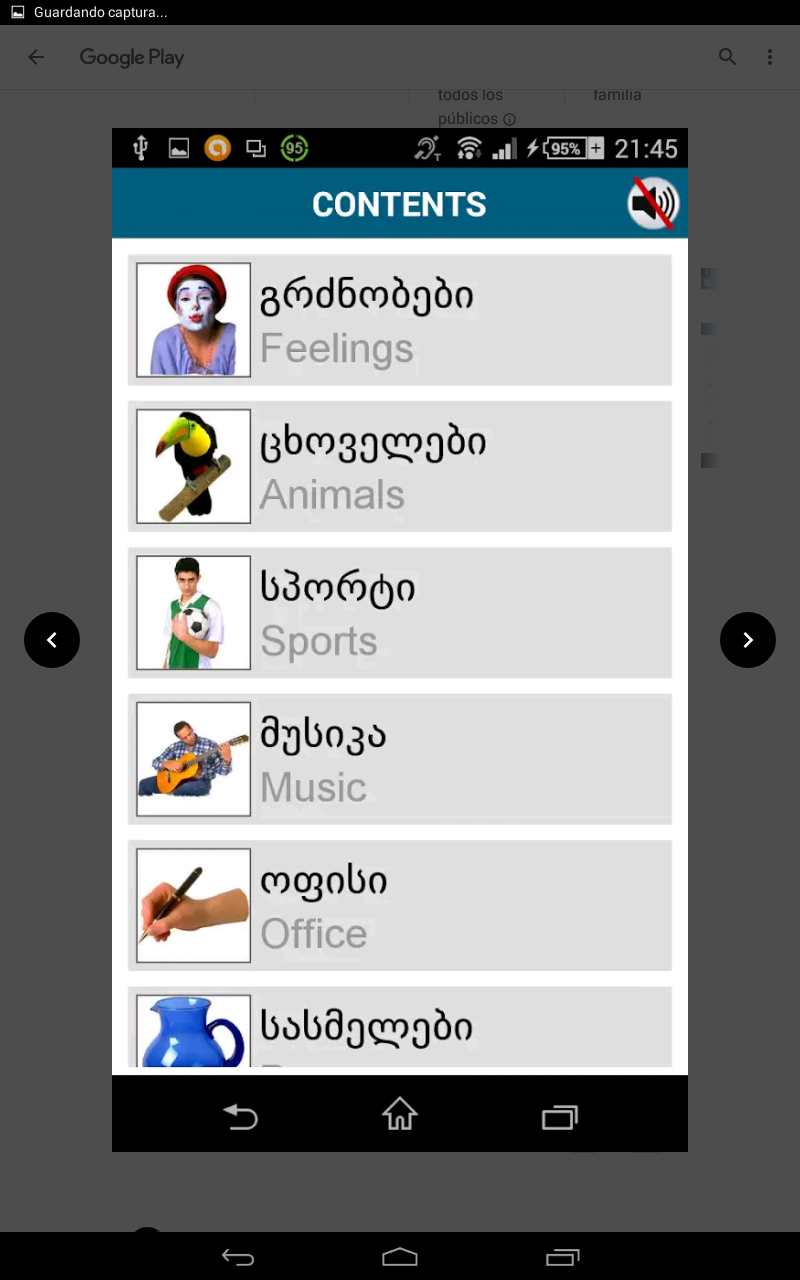 Guardando captura...
Google Play
todos los
públicos
familia
95
95%
21:45
CONTENTS
გრძნობები
Feelings
ცხოველები
Animals
სპორტი
Sports
მუსიკა
Music
ოფისი
Office
სასმელები